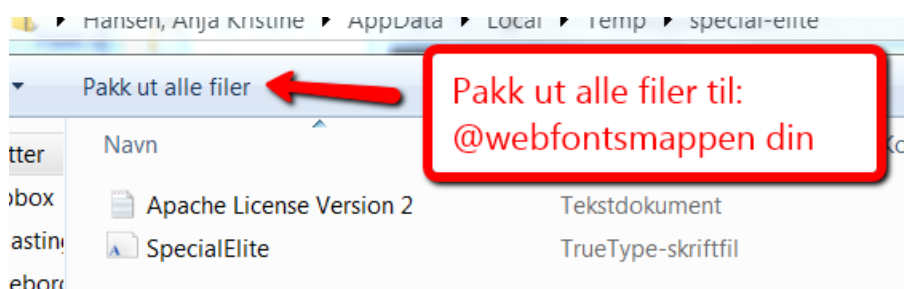 Hansen, Anja Kristine ▸ AppData ▸ Local ▸ Temp ▸ special-elite
Pakk ut alle filer
Pakk ut alle filer til:
@webfontsmappen din
Navn
Apache License Version 2 Tekstdokument
SpecialElite TrueType-skriftfil